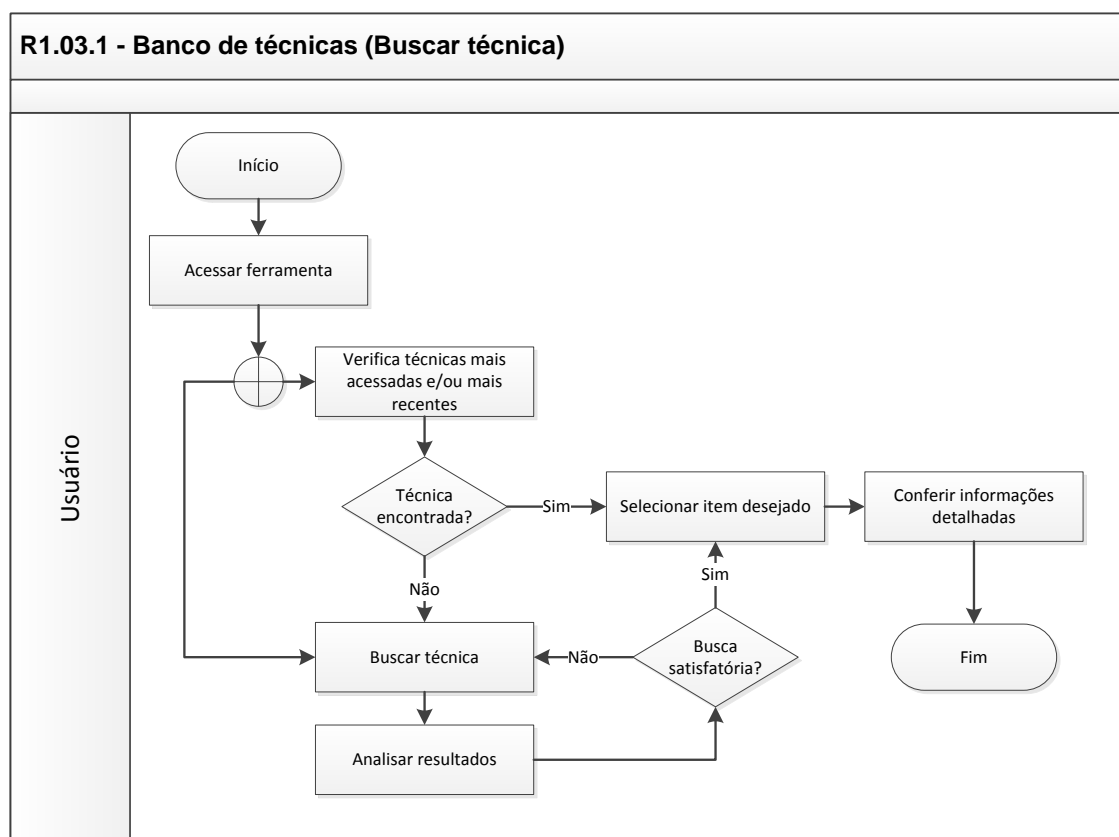 R1.03.1 - Banco de técnicas (Buscar técnica)
Usuário
Início
Acessar ferramenta
Verifica técnicas mais
acessadas e/ou mais
recentes
Técnica
encontrada?
Sim
Selecionar item desejado
Conferir informações
detalhadas
Não
Sim
Buscar técnica
Não
Busca
satisfatória?
Fim
Analisar resultados